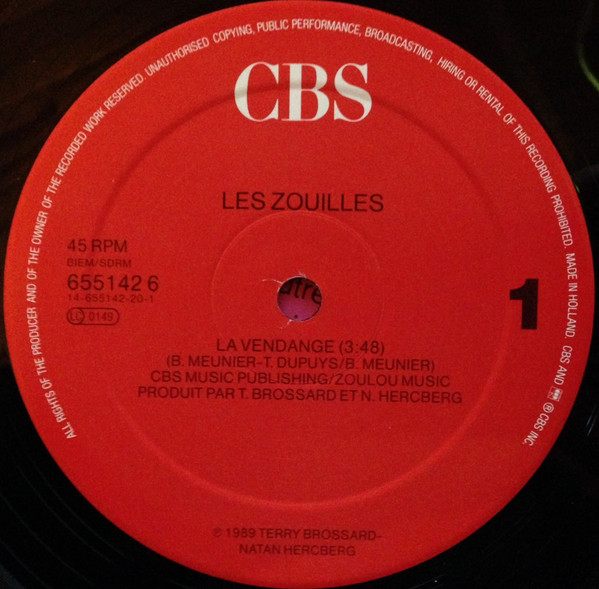 ALL RIGHTS OF THE PRODUCER AND OF THE OWNER OF THE RECORDED WORK RESERVED. UNAUTHORISED COPYING, PUBLIC PERFORMANCE, BROADCASTING, HIRING OR RENTAL OF THIS RECORDING PROHIBITED. MADE IN HOLLAND. CBS AND ® CBS INC.
CBS
LES ZOUILLES
45 RPM
BIEM/SDRM
655142 6
14-655142-20-1
LC 0149
1
utre
LA VENDANGE (3:48)
(B. MEUNIER-T. DUPUYS/B. MEUNIER)
CBS MUSIC PUBLISHING/ZOULOU MUSIC
PRODUIT PAR T. BROSSARD ET N. HERCBERG
℗ 1989 TERRY BROSSARD-
NATAN HERCBERG